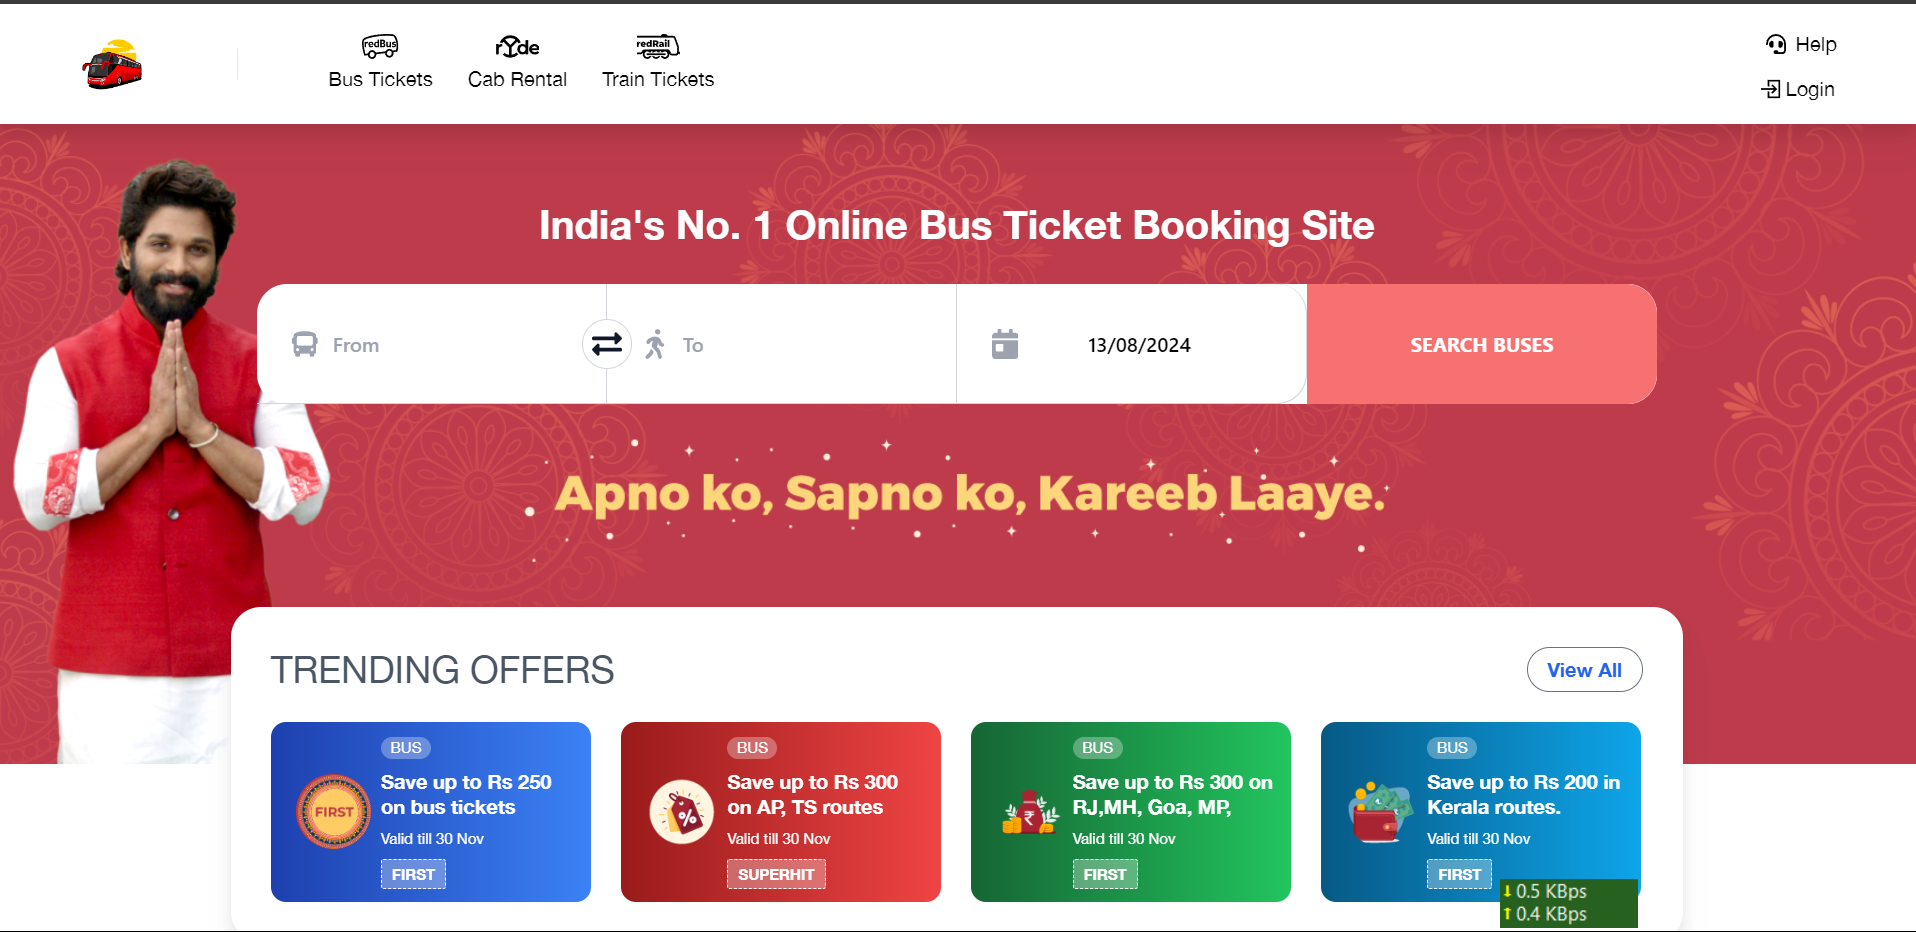 redBus
Bus Tickets
rYde
Cab Rental
redRail
Train Tickets
Help
Login
India's No. 1 Online Bus Ticket Booking Site
From
To
13/08/2024
SEARCH BUSES
Apno ko, Sapno ko, Kareeb Laaye.
TRENDING OFFERS
View All
BUS
Save up to Rs 250
on bus tickets
Valid till 30 Nov
FIRST
FIRST
BUS
Save up to Rs 300
on AP, TS routes
Valid till 30 Nov
SUPERHIT
%
BUS
Save up to Rs 300 on
RJ,MH, Goa, MP,
Valid till 30 Nov
FIRST
₹
BUS
Save up to Rs 200 in
Kerala routes.
Valid till 30 Nov
FIRST
↓ 0.5 KBps
↑ 0.4 KBps